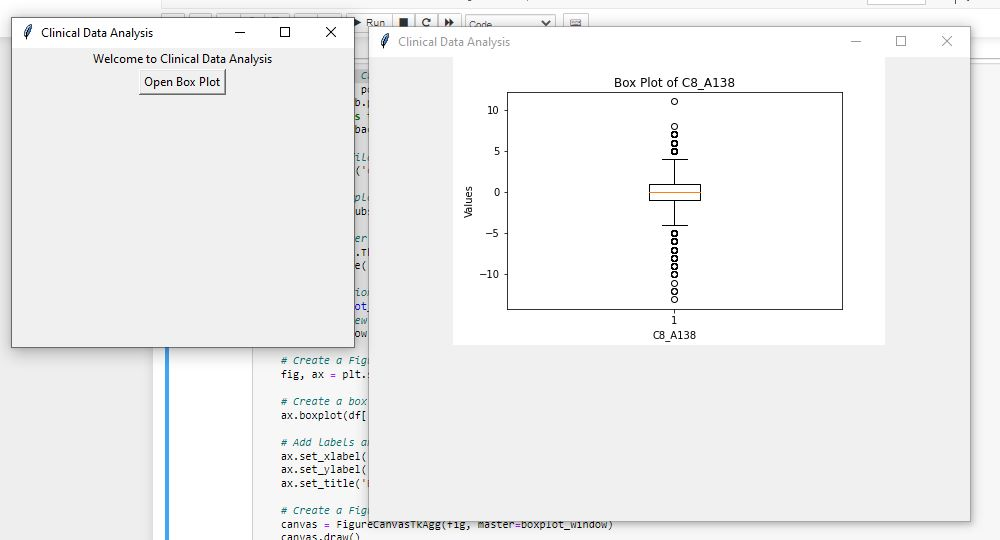 Run
Code
Clinical Data Analysis
Welcome to Clinical Data Analysis
Open Box Plot
Clinical Data Analysis
Box Plot of C8_A138
10
5
0
−5
−10
Values
1
C8_A138
# Create a Figu
fig, ax = plt.s
# Create a box
ax.boxplot(df[
# Add labels a
ax.set_xlabel(
ax.set_ylabel(
ax.set_title('
# Create a Figu
canvas = FigureCanvasTkAgg(fig, master=boxplot_window)
canvas.draw()